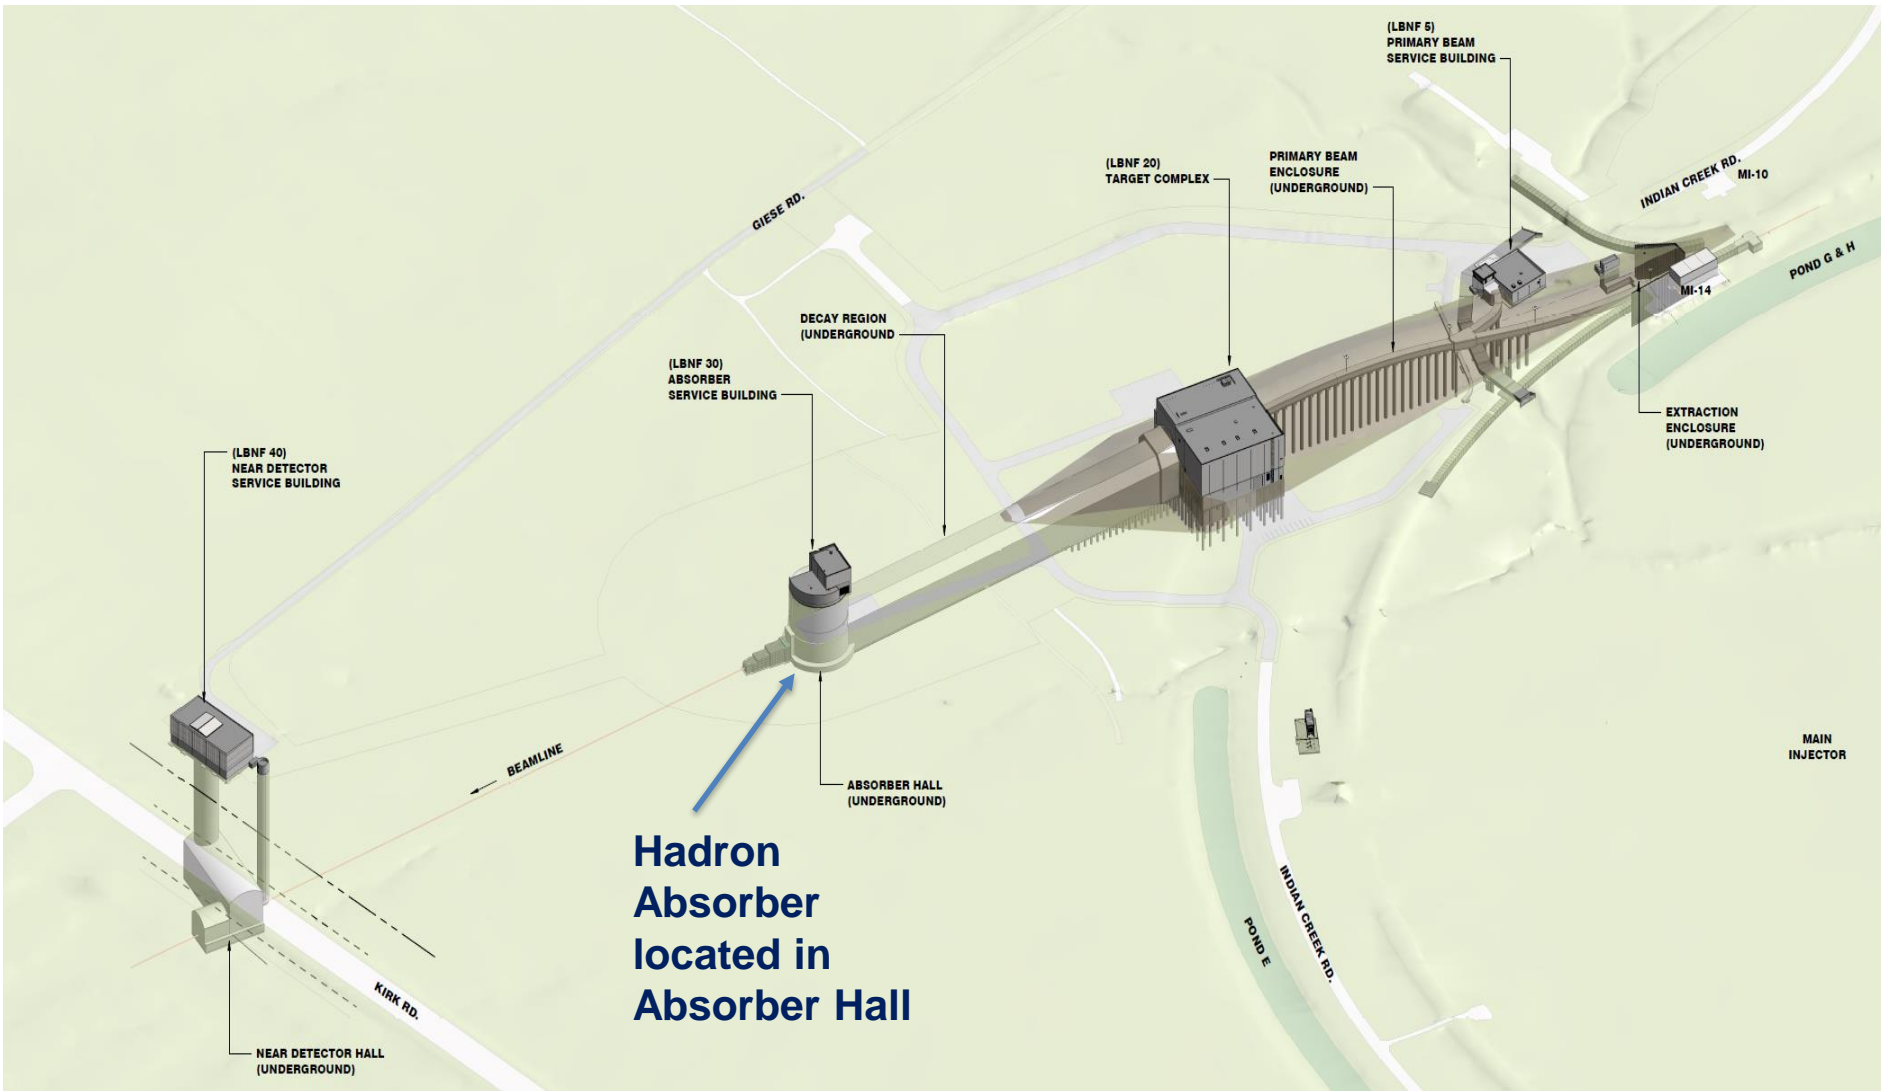 (LBNF 5)
PRIMARY BEAM
SERVICE BUILDING
(LBNF 20)
TARGET COMPLEX
PRIMARY BEAM
ENCLOSURE
(UNDERGROUND)
INDIAN CREEK RD.
MI-10
GIESE RD.
POND G & H
MI-14
DECAY REGION
(UNDERGROUND
(LBNF 30)
ABSORBER
SERVICE BUILDING
EXTRACTION
ENCLOSURE
(UNDERGROUND)
(LBNF 40)
NEAR DETECTOR
SERVICE BUILDING
MAIN
INJECTOR
BEAMLINE
ABSORBER HALL
(UNDERGROUND)
Hadron
Absorber
located in
Absorber Hall
INDIAN CREEK RD.
POND E
KIRK RD.
NEAR DETECTOR HALL
(UNDERGROUND)